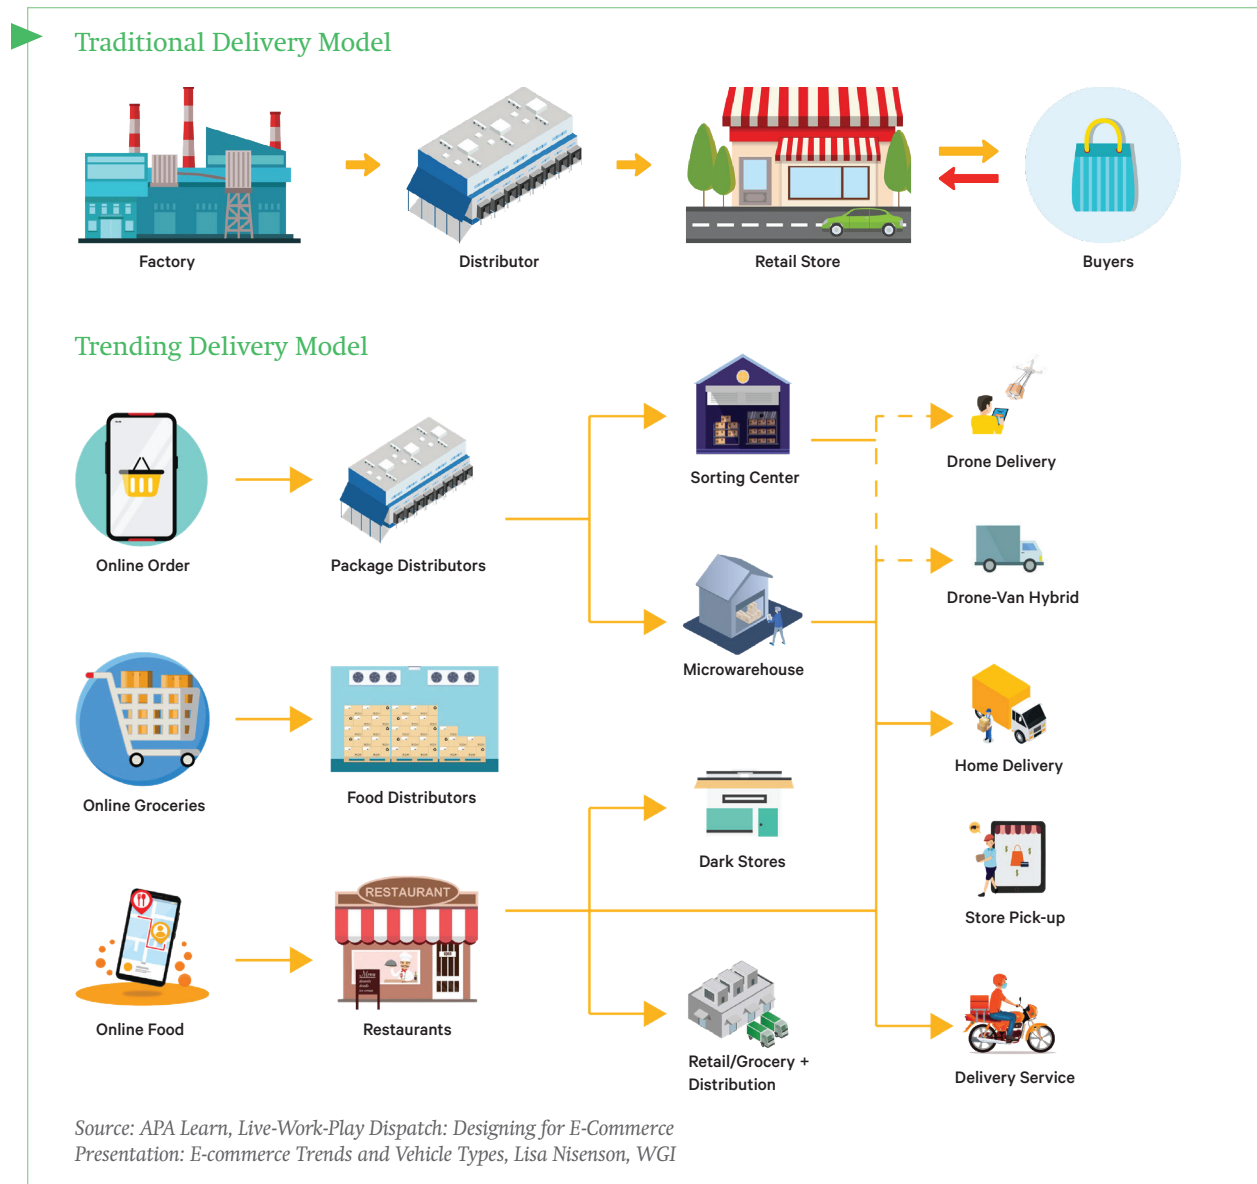 Traditional Delivery Model
Factory
Distributor
Retail Store
Buyers
Trending Delivery Model
Online Order
Package Distributors
Sorting Center
Drone Delivery
Drone-Van Hybrid
Microwarehouse
Online Groceries
Food Distributors
Home Delivery
Dark Stores
Store Pick-up
RESTAURANT
Menu
Online Food
Restaurants
Retail/Grocery +
Distribution
Delivery Service
Source: APA Learn, Live-Work-Play Dispatch: Designing for E-Commerce
Presentation: E-commerce Trends and Vehicle Types, Lisa Nisenson, WGI